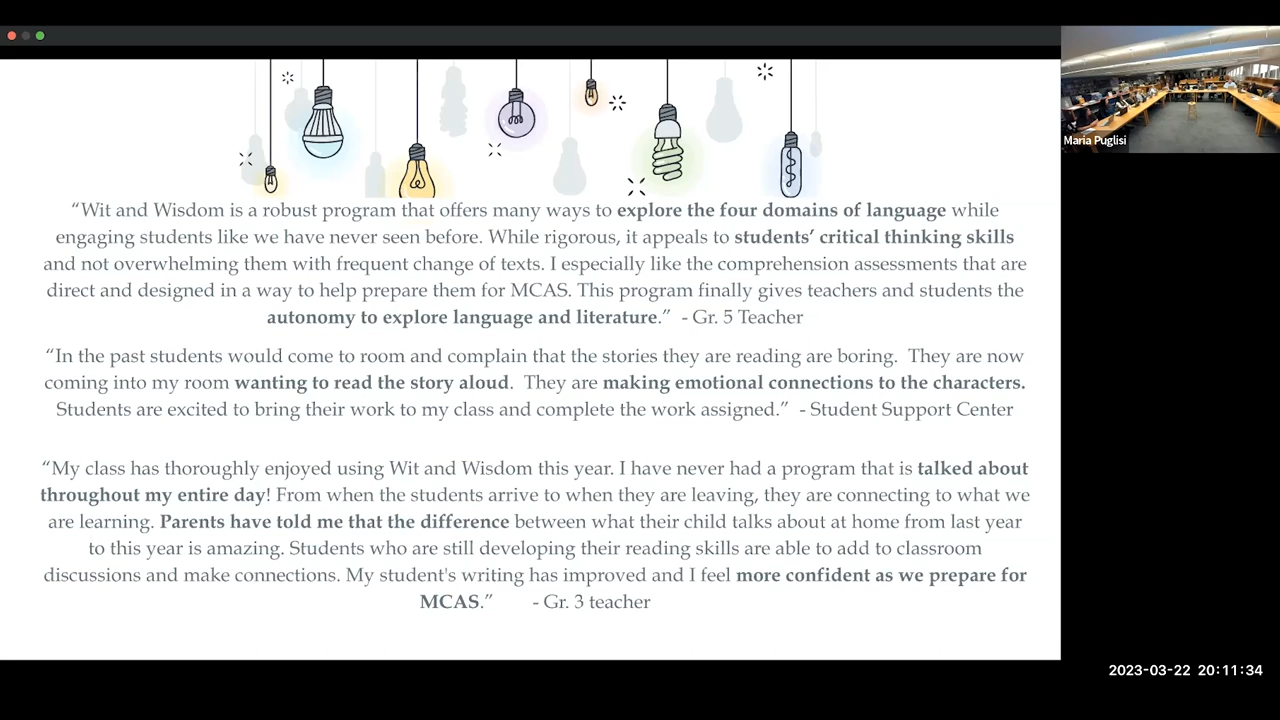 Maria Puglisi
“Wit and Wisdom is a robust program that offers many ways to explore the four domains of language while
engaging students like we have never seen before. While rigorous, it appeals to students’ critical thinking skills
and not overwhelming them with frequent change of texts. I especially like the comprehension assessments that are
direct and designed in a way to help prepare them for MCAS. This program finally gives teachers and students the
autonomy to explore language and literature.” - Gr. 5 Teacher
“In the past students would come to room and complain that the stories they are reading are boring. They are now
coming into my room wanting to read the story aloud. They are making emotional connections to the characters.
Students are excited to bring their work to my class and complete the work assigned.” - Student Support Center
“My class has thoroughly enjoyed using Wit and Wisdom this year. I have never had a program that is talked about
throughout my entire day! From when the students arrive to when they are leaving, they are connecting to what we
are learning. Parents have told me that the difference between what their child talks about at home from last year
to this year is amazing. Students who are still developing their reading skills are able to add to classroom
discussions and make connections. My student's writing has improved and I feel more confident as we prepare for
MCAS.” - Gr. 3 teacher
2023-03-22 20:11:34